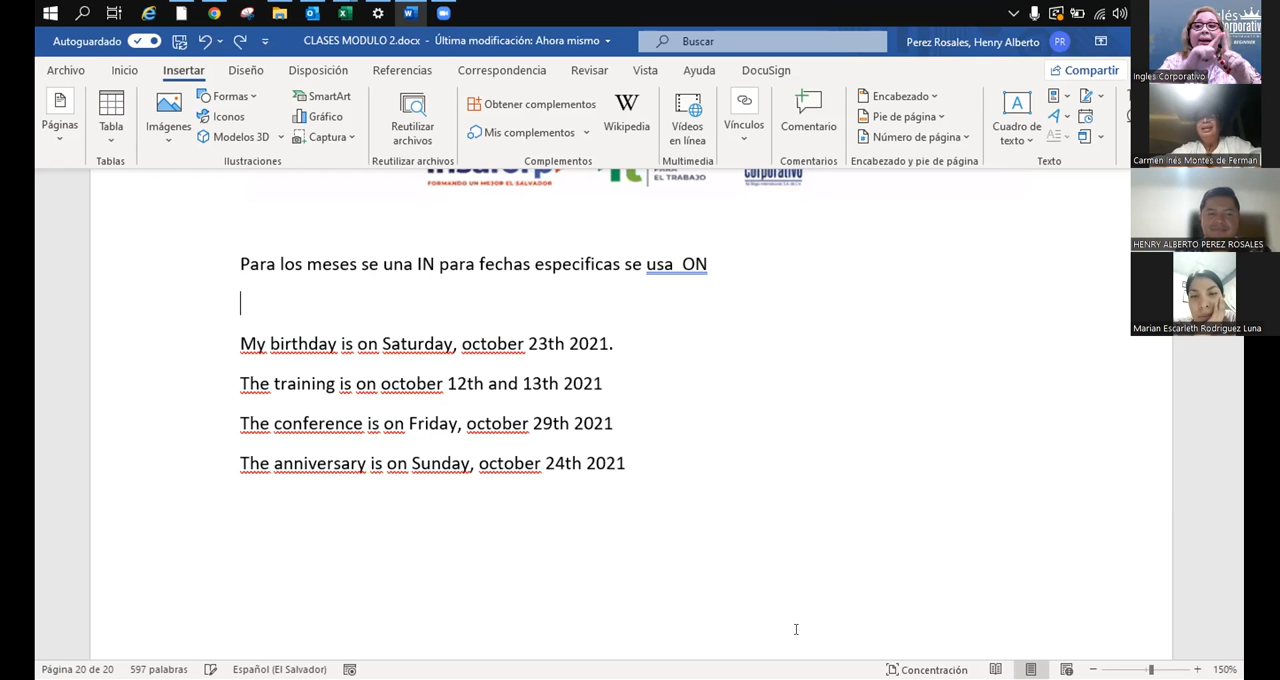 Autoguardado
CLASES MODULO 2.docx - Última modificación: Ahora mismo
Buscar
Perez Rosales, Henry Alberto
PR
Archivo Inicio Insertar Diseño Disposición Referencias Correspondencia Revisar Vista Ayuda DocuSign
Compartir
Páginas
Tabla
Tablas
Imágenes
Formas
Iconos
Modelos 3D
SmartArt
Gráfico
Captura
Ilustraciones
Reutilizar archivos
Reutilizar archivos
Obtener complementos
Mis complementos
Wikipedia
Complementos
Vídeos en línea
Multimedia
Vínculos
Comentario
Comentarios
Encabezado
Pie de página
Número de página
Encabezado y pie de página
Cuadro de texto
Texto
FORMANDO UN MEJOR EL SALVADOR
PARA EL TRABAJO
Corporativo
Para los meses se una IN para fechas especificas se usa ON
My birthday is on Saturday, october 23th 2021.
The training is on october 12th and 13th 2021
The conference is on Friday, october 29th 2021
The anniversary is on Sunday, october 24th 2021
Ingles Corporativo
Carmen Inés Montes de Ferman
HENRY ALBERTO PEREZ ROSALES
Marian Escarleth Rodriguez Luna
Página 20 de 20 597 palabras Español (El Salvador)
Concentración
150%